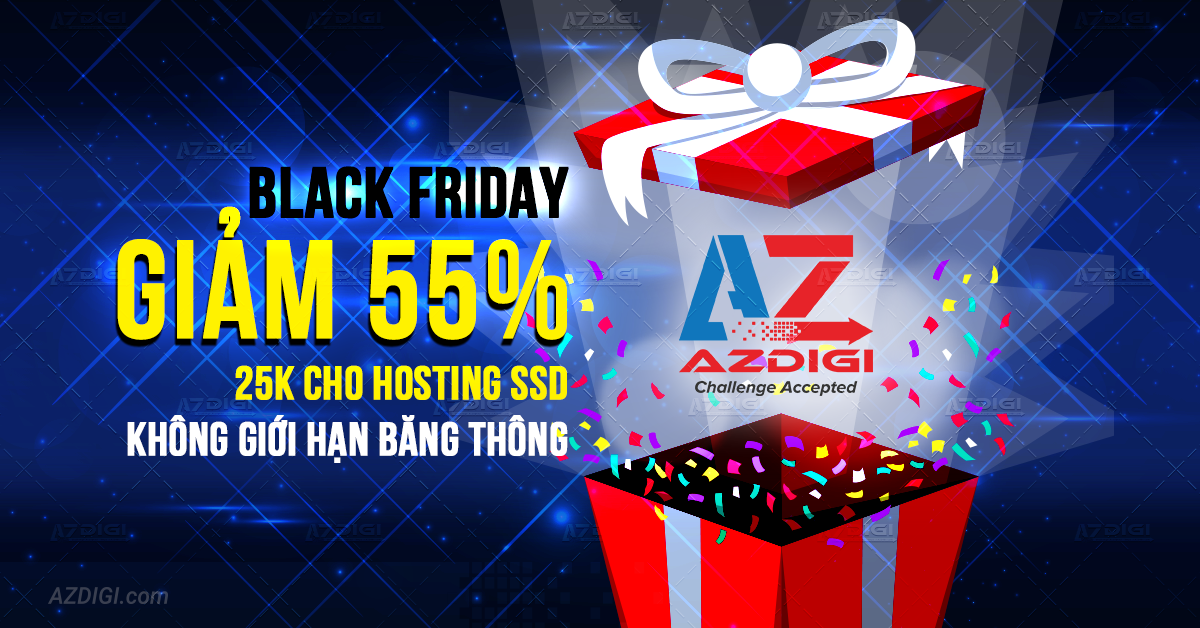 BLACK FRIDAY
GIẢM 55%
25K CHO HOSTING SSD
KHÔNG GIỚI HẠN BĂNG THÔNG
AZ
AZDIGI
Challenge Accepted
AZDIGI.com